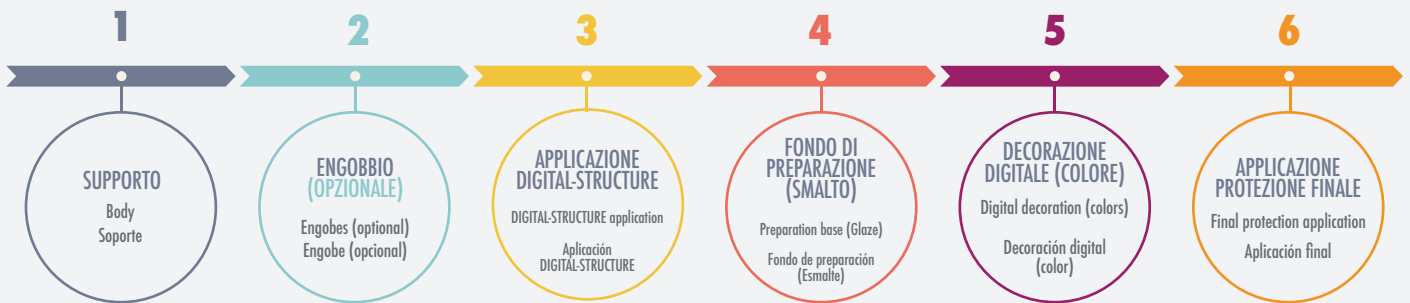 1
SUPPORTO
Body
Soporte
2
ENGOBBIO
(OPZIONALE)
Engobes (optional)
Engobe (opcional)
3
APPLICAZIONE
DIGITAL-STRUCTURE
DIGITAL-STRUCTURE application
Aplicación
DIGITAL-STRUCTURE
4
FONDO DI
PREPARAZIONE
(SMALTO)
Preparation base (Glaze)
Fondo de preparación
(Esmalte)
5
DECORAZIONE
DIGITALE (COLORE)
Digital decoration (colors)
Decoración digital
(color)
6
APPLICAZIONE
PROTEZIONE FINALE
Final protection application
Aplicación final